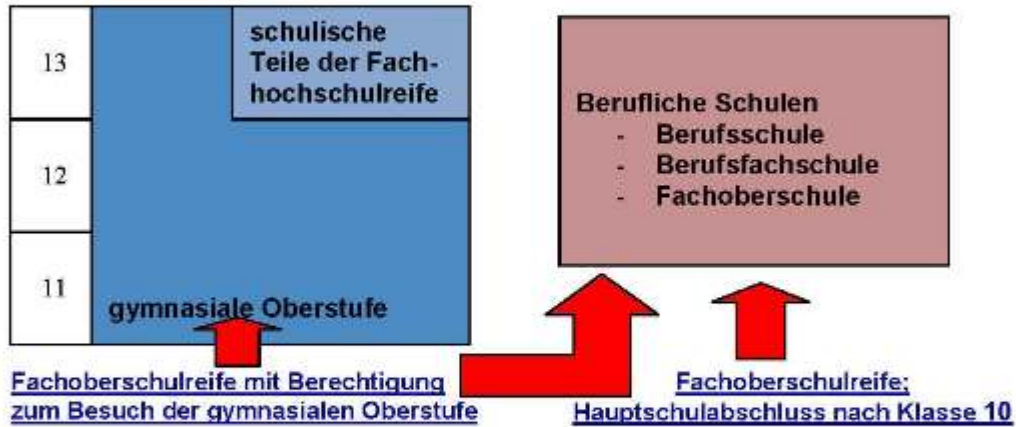 13
schulische
Teile der Fach-
hochschulreife
12
11
gymnasiale Oberstufe
Berufliche Schulen
- Berufsschule
- Berufsfachschule
- Fachoberschule
Fachoberschulreife mit Berechtigung
zum Besuch der gymnasialen Oberstufe
Fachoberschulreife;
Hauptschulabschluss nach Klasse 10